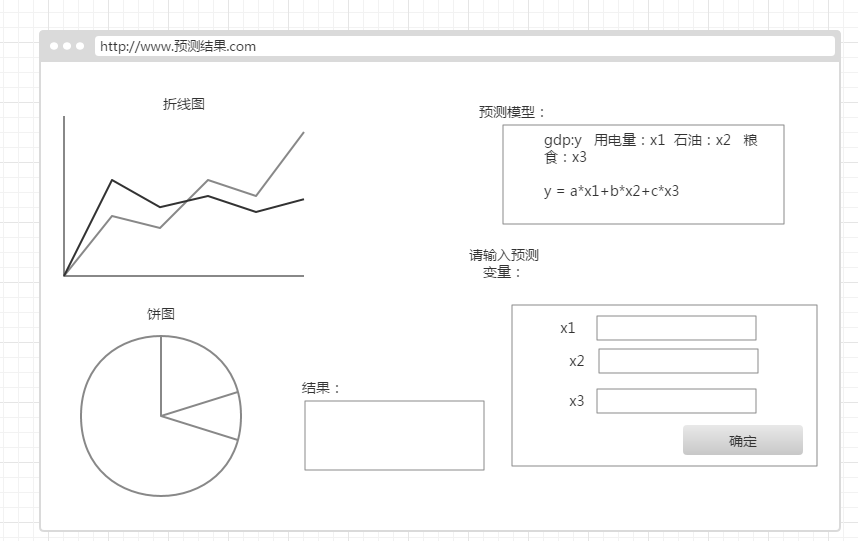 http://www.预测结果.com
折线图
预测模型：
gdp:y 用电量：x1 石油：x2 粮
食：x3
y = a*x1+b*x2+c*x3
请输入预测
变量：
饼图
x1
x2
x3
结果：
确定